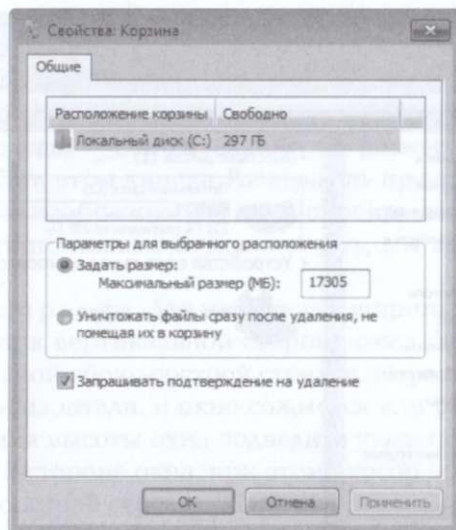 Свойства: Корзина
Общие
Расположение корзины Свободно
Локальный диск (C:) 297 ГБ
Параметры для выбранного расположения
Задать размер:
Максимальный размер (МБ): 17305
Уничтожать файлы сразу после удаления, не
помещая их в корзину
Запрашивать подтверждение на удаление
ОК Отмена Применить